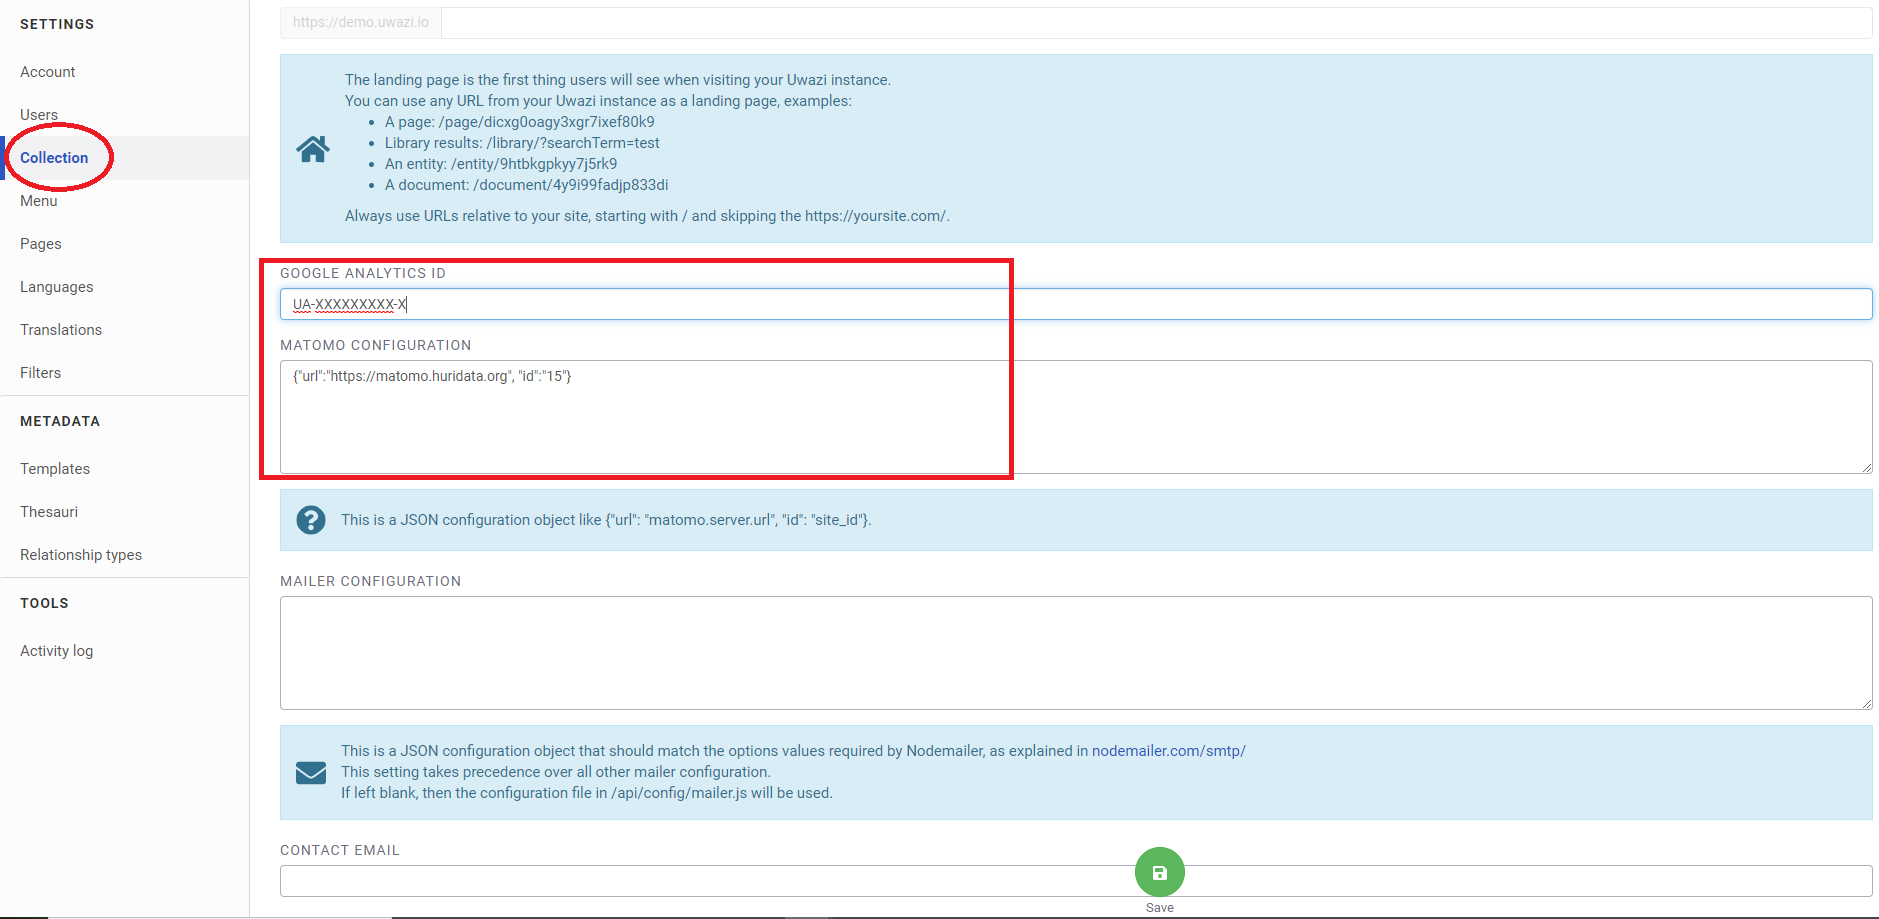 SETTINGS
Account
Users
Collection
Menu
Pages
Languages
Translations
Filters
METADATA
Templates
Thesauri
Relationship types
TOOLS
Activity log
https://demo.uwazi.io
The landing page is the first thing users will see when visiting your Uwazi instance.
You can use any URL from your Uwazi instance as a landing page, examples:
• A page: /page/dicxg0oagy3xgr7ixef80k9
• Library results: /library/?searchTerm=test
• An entity: /entity/9htbkgpkyy7j5rk9
• A document: /document/4y9i99fadjp833di
Always use URLs relative to your site, starting with / and skipping the https://yoursite.com/.
GOOGLE ANALYTICS ID
UA-XXXXXXXXX-X
MATOMO CONFIGURATION
{"url":"https://matomo.huridata.org", "id":"15"}
This is a JSON configuration object like {"url": "matomo.server.url", "id": "site_id"}.
MAILER CONFIGURATION
This is a JSON configuration object that should match the options values required by Nodemailer, as explained in nodemailer.com/smtp/
This setting takes precedence over all other mailer configuration.
If left blank, then the configuration file in /api/config/mailer.js will be used.
CONTACT EMAIL
Save